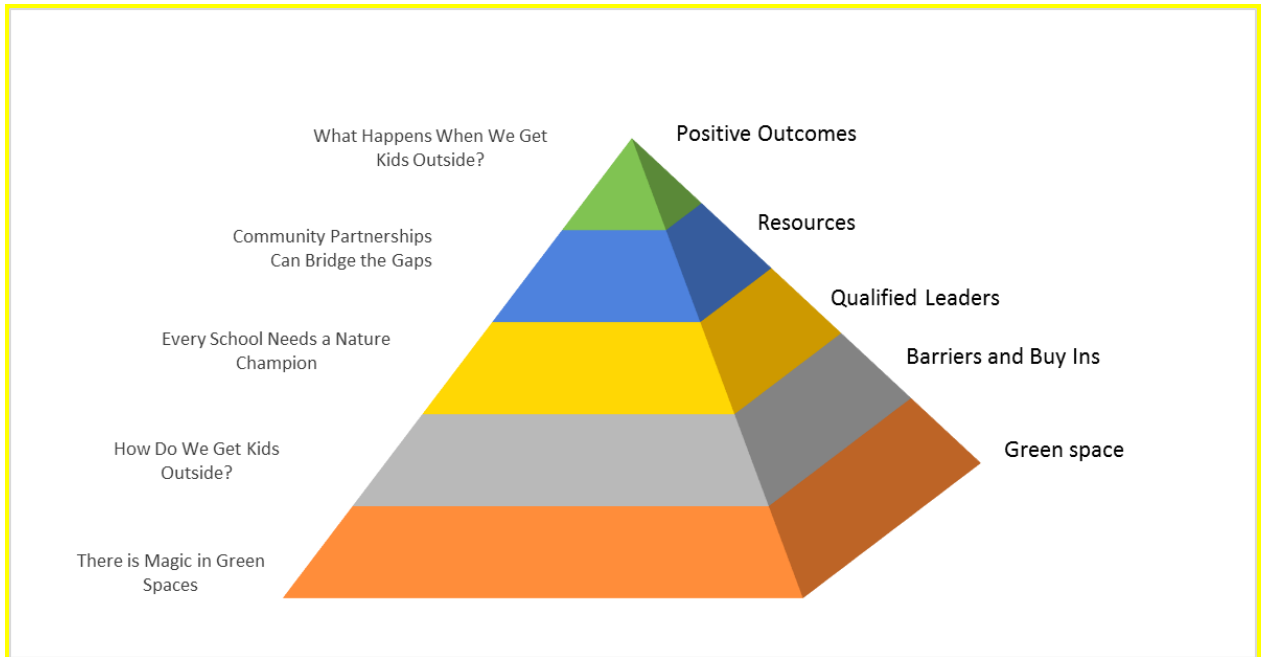 What Happens When We Get
Kids Outside?
Positive Outcomes
Community Partnerships
Can Bridge the Gaps
Resources
Every School Needs a Nature
Champion
Qualified Leaders
How Do We Get Kids
Outside?
Barriers and Buy Ins
There is Magic in Green
Spaces
Green space